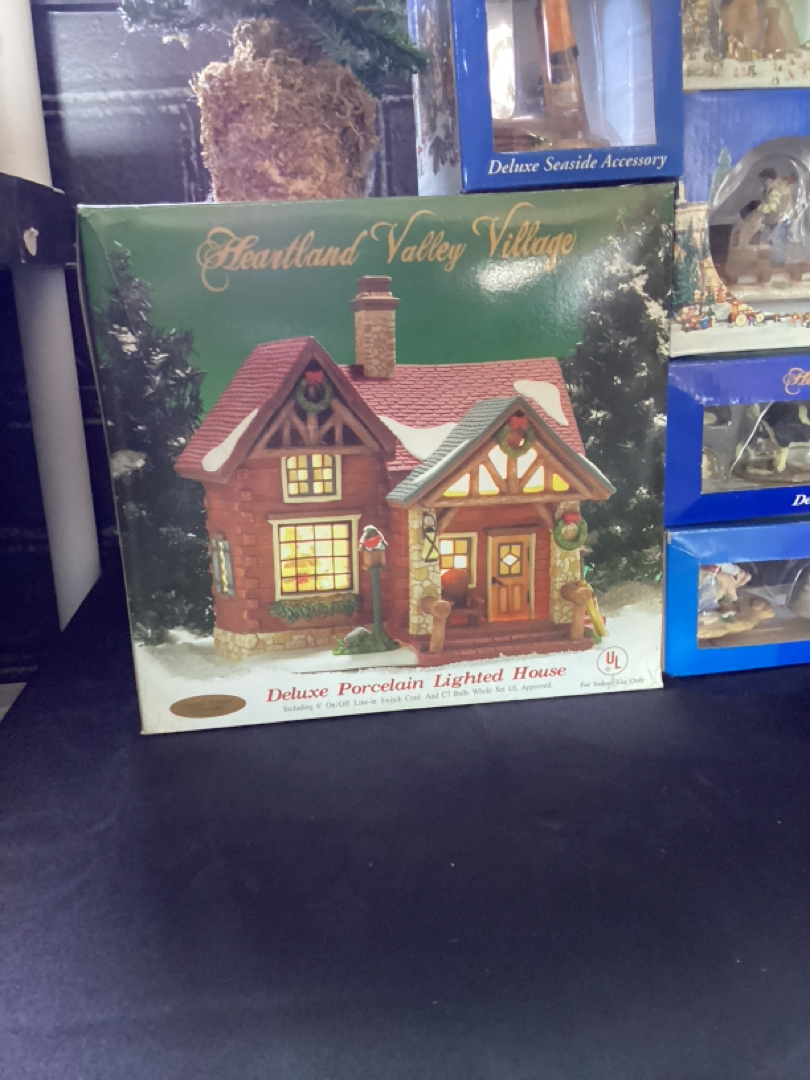 Deluxe Seaside Accessory
Heartland Valley Village
Deluxe Porcelain Lighted House
Including 6' On/Off Line-in Switch Cord And C7 Bulb. Whole Set UL Approved.
UL
For Indoor Use Only
De